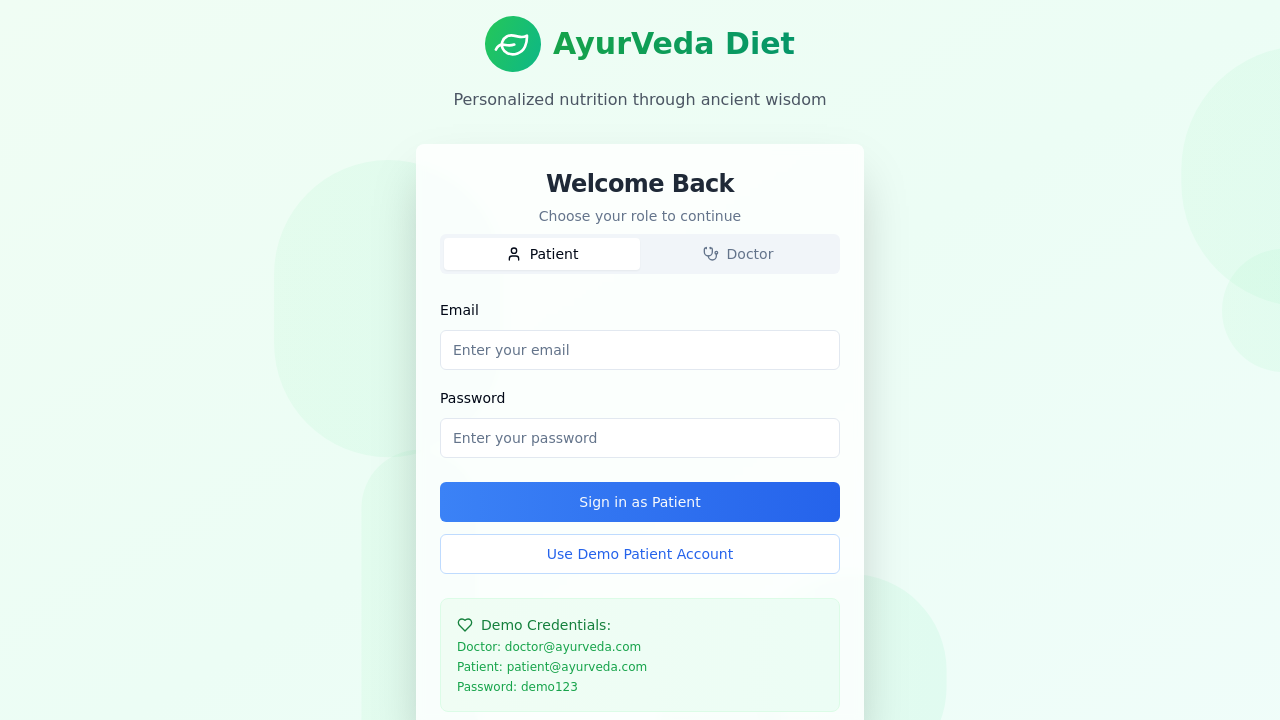 AyurVeda Diet
Personalized nutrition through ancient wisdom
Welcome Back
Choose your role to continue
Patient
Doctor
Email
Enter your email
Password
Enter your password
Sign in as Patient
Use Demo Patient Account
Demo Credentials:
Doctor: doctor@ayurveda.com
Patient: patient@ayurveda.com
Password: demo123